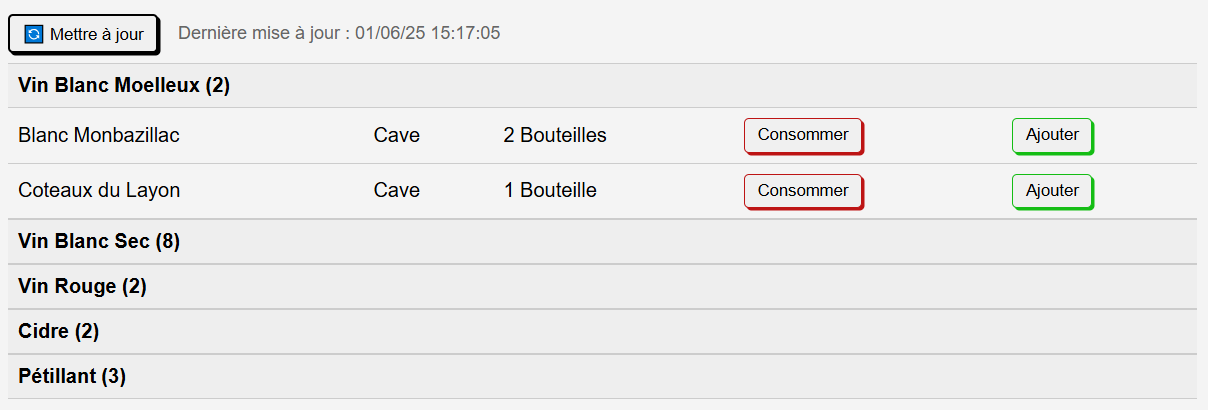 Mettre à jour Dernière mise à jour : 01/06/25 15:17:05
Vin Blanc Moelleux (2)
Blanc Monbazillac Cave 2 Bouteilles Consommer Ajouter
Coteaux du Layon Cave 1 Bouteille Consommer Ajouter
Vin Blanc Sec (8)
Vin Rouge (2)
Cidre (2)
Pétillant (3)